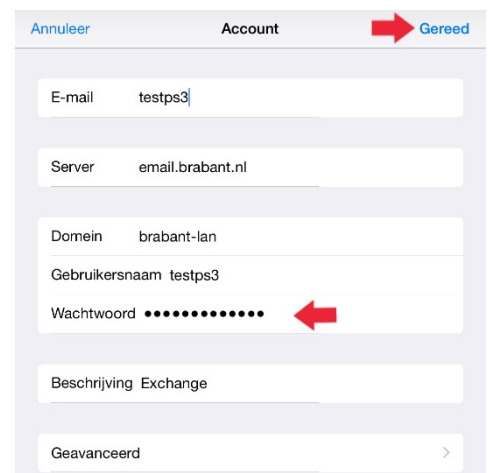 Annuleer Account Gereed
E-mail testps3
Server email.brabant.nl
Domein brabant-lan
Gebruikersnaam testps3
Wachtwoord •••••••••••••
Beschrijving Exchange
Geavanceerd